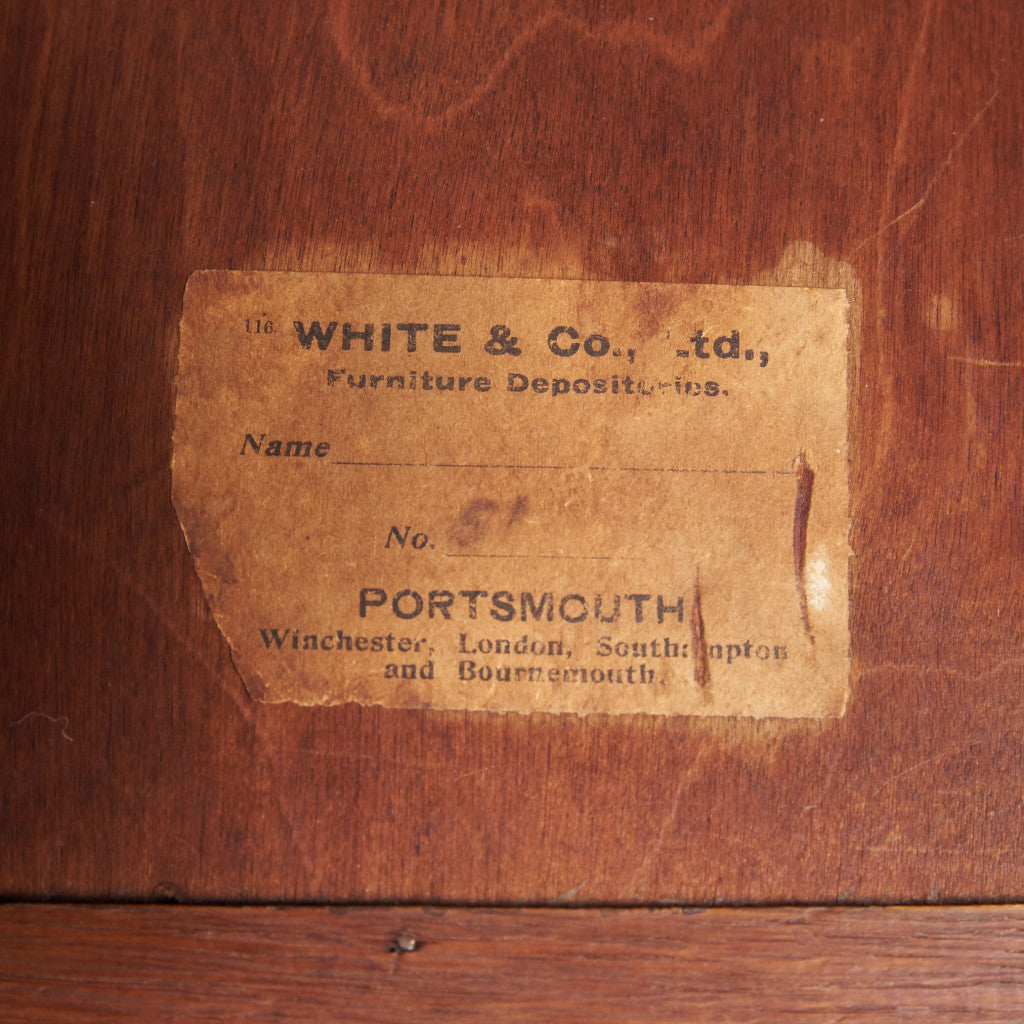 116. WHITE & Co., Ltd.,
Furniture Depositories.
Name
No.
PORTSMOUTH
Winchester, London, Southampton
and Bournemouth.